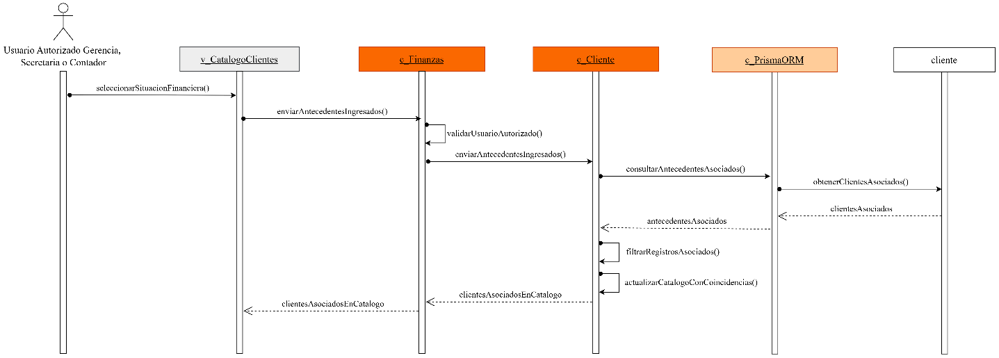 Usuario Autorizado Gerencia,
Secretaria o Contador
v_CatalogoClientes
c_Finanzas
c_Cliente
c_PrismaORM
cliente
seleccionarSituacionFinanciera()
enviarAntecedentesIngresados()
validarUsuarioAutorizado()
enviarAntecedentesIngresados()
consultarAntecedentesAsociados()
obtenerClientesAsociados()
clientesAsociados
antecedentesAsociados
filtrarRegistrosAsociados()
actualizarCatalogoConCoincidencias()
clientesAsociadosEnCatalogo
clientesAsociadosEnCatalogo